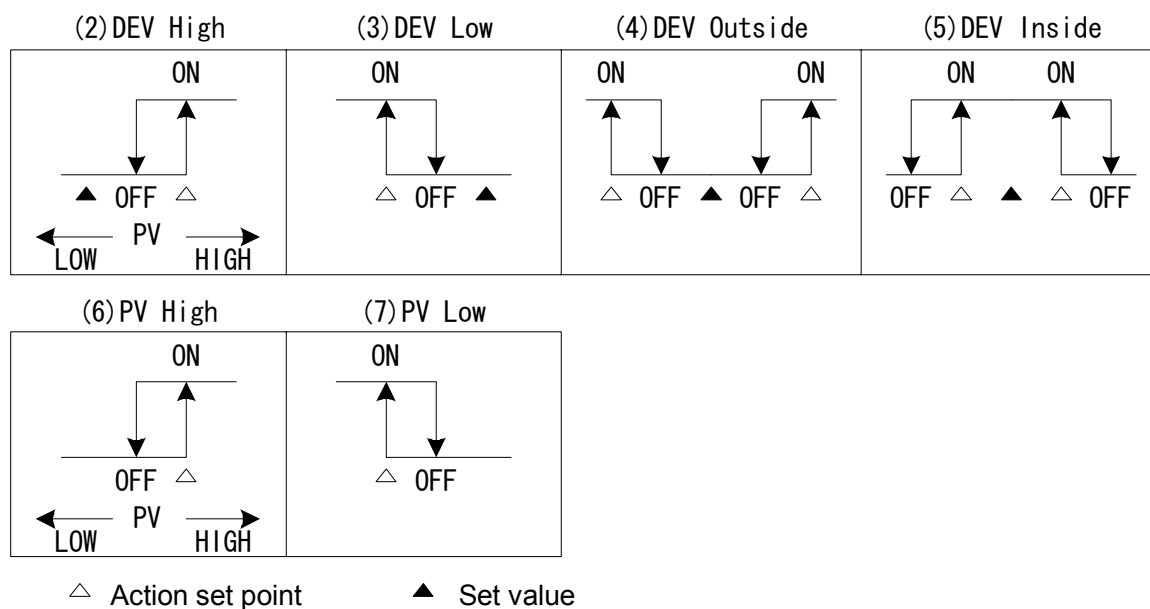 (2)DEV High (3)DEV Low (4)DEV Outside (5)DEV Inside
ON ON ON ON ON ON
OFF OFF OFF OFF OFF OFF
PV
LOW HIGH
(6)PV High (7)PV Low
ON ON
OFF OFF
PV
LOW HIGH
Action set point Set value